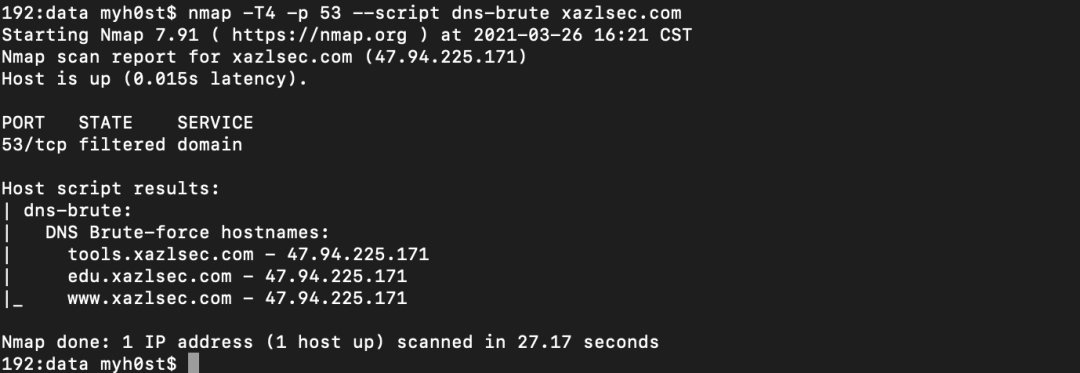 192:data myh0st$ nmap -T4 -p 53 --script dns-brute xazlsec.com
Starting Nmap 7.91 ( https://nmap.org ) at 2021-03-26 16:21 CST
Nmap scan report for xazlsec.com (47.94.225.171)
Host is up (0.015s latency).
PORT   STATE    SERVICE
53/tcp filtered domain
Host script results:
| dns-brute:
|   DNS Brute-force hostnames:
|     tools.xazlsec.com - 47.94.225.171
|     edu.xazlsec.com - 47.94.225.171
|_    www.xazlsec.com - 47.94.225.171
Nmap done: 1 IP address (1 host up) scanned in 27.17 seconds
192:data myh0st$